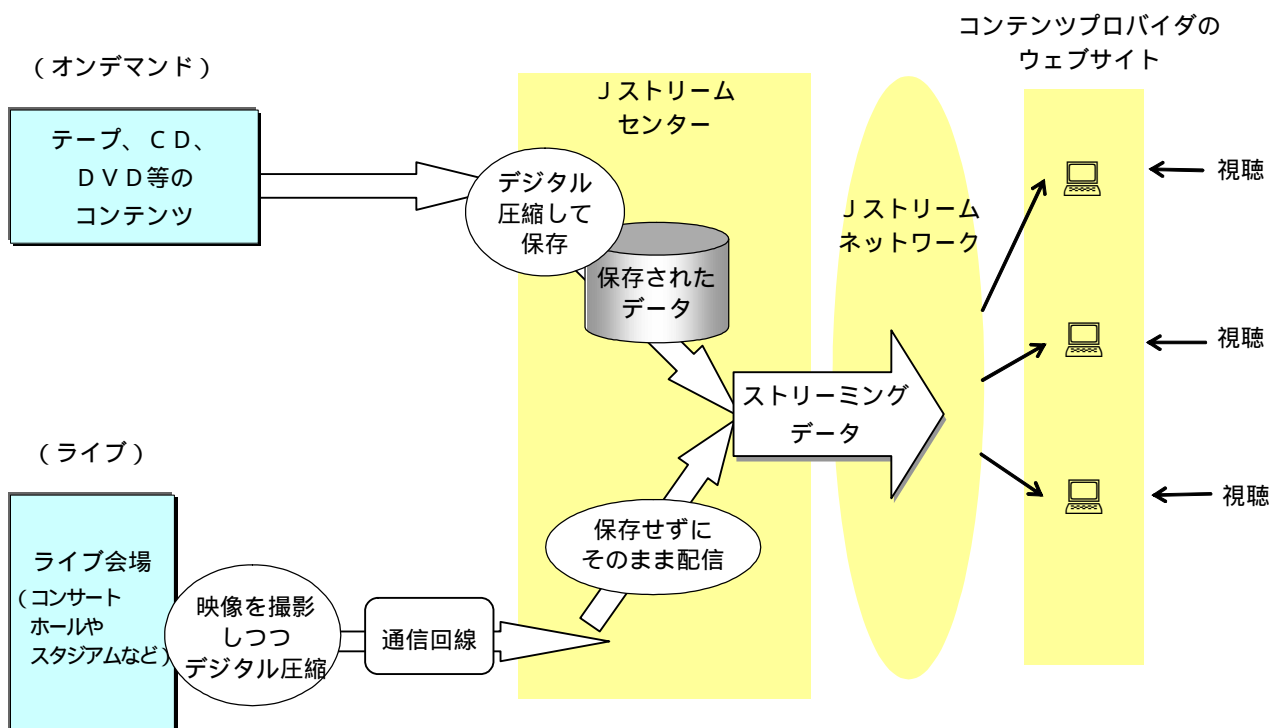 コンテンツプロバイダの
ウェブサイト
(オンデマンド)
Jストリーム
センター
テープ、CD、
DVD等の
コンテンツ
デジタル
圧縮して
保存
保存された
データ
Jストリーム
ネットワーク
視聴
視聴
視聴
ストリーミング
データ
(ライブ)
ライブ会場
(コンサート
ホールや
スタジアムなど)
映像を撮影
しつつ
デジタル圧縮
通信回線
保存せずに
そのまま配信